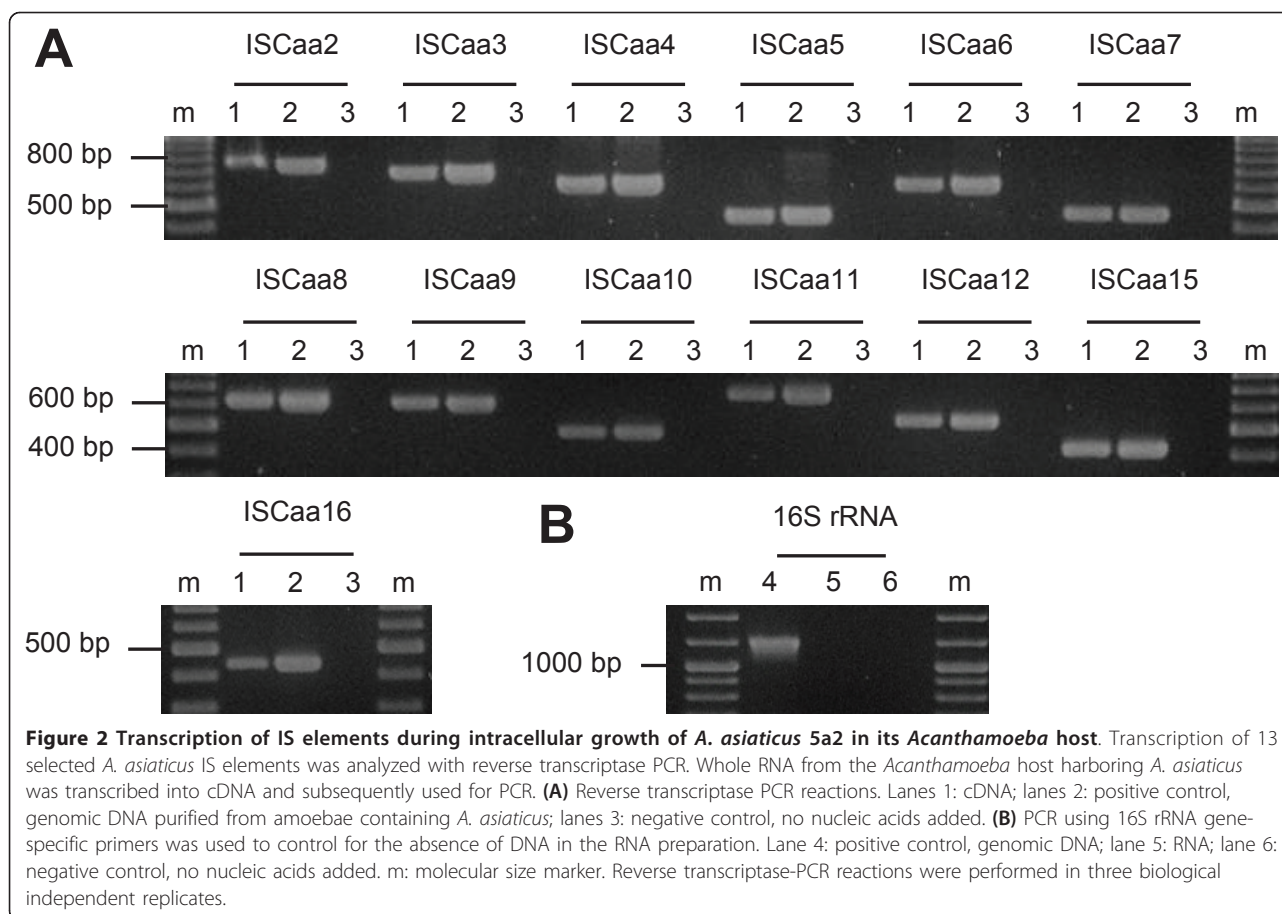 A
ISCaa2 ISCaa3 ISCaa4 ISCaa5 ISCaa6 ISCaa7
m 1 2 3 1 2 3 1 2 3 1 2 3 1 2 3 1 2 3 m
800 bp
500 bp
ISCaa8 ISCaa9 ISCaa10 ISCaa11 ISCaa12 ISCaa15
m 1 2 3 1 2 3 1 2 3 1 2 3 1 2 3 1 2 3 m
600 bp
400 bp
ISCaa16
m 1 2 3 m
500 bp
B
16S rRNA
m 4 5 6 m
1000 bp
Figure 2 Transcription of IS elements during intracellular growth of A. asiaticus 5a2 in its Acanthamoeba host. Transcription of 13
selected A. asiaticus IS elements was analyzed with reverse transcriptase PCR. Whole RNA from the Acanthamoeba host harboring A. asiaticus
was transcribed into cDNA and subsequently used for PCR. (A) Reverse transcriptase PCR reactions. Lanes 1: cDNA; lanes 2: positive control,
genomic DNA purified from amoebae containing A. asiaticus; lanes 3: negative control, no nucleic acids added. (B) PCR using 16S rRNA gene-
specific primers was used to control for the absence of DNA in the RNA preparation. Lane 4: positive control, genomic DNA; lane 5: RNA; lane 6:
negative control, no nucleic acids added. m: molecular size marker. Reverse transcriptase-PCR reactions were performed in three biological
independent replicates.